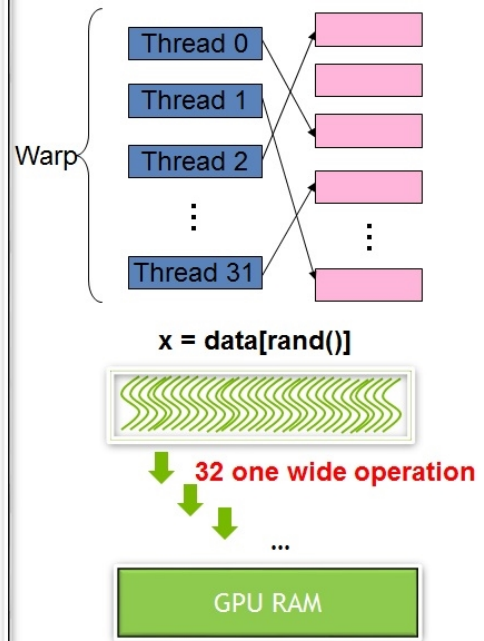 Thread 0
Thread 1
Warp
Thread 2
Thread 31
x = data[rand()]
32 one wide operation
...
GPU RAM